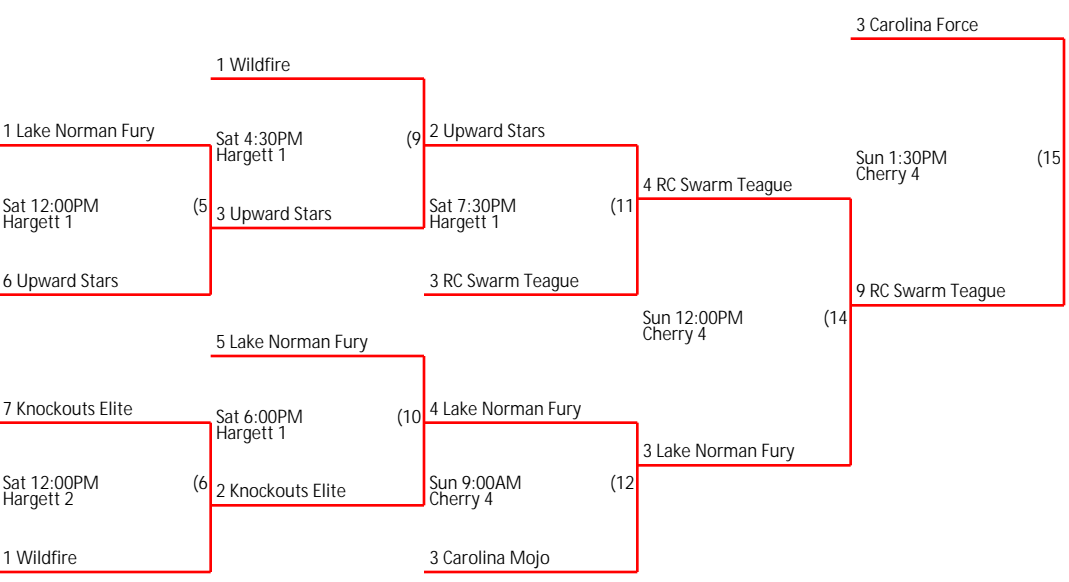 3 Carolina Force
1 Wildfire
1 Lake Norman Fury
Sat 4:30PM
Hargett 1
(9
2 Upward Stars
Sun 1:30PM
Cherry 4
(15
4 RC Swarm Teague
Sat 12:00PM
Hargett 1
(5
3 Upward Stars
Sat 7:30PM
Hargett 1
(11
6 Upward Stars
3 RC Swarm Teague
9 RC Swarm Teague
Sun 12:00PM
Cherry 4
(14
5 Lake Norman Fury
7 Knockouts Elite
Sat 6:00PM
Hargett 1
(10
4 Lake Norman Fury
3 Lake Norman Fury
Sat 12:00PM
Hargett 2
(6
2 Knockouts Elite
Sun 9:00AM
Cherry 4
(12
1 Wildfire
3 Carolina Mojo